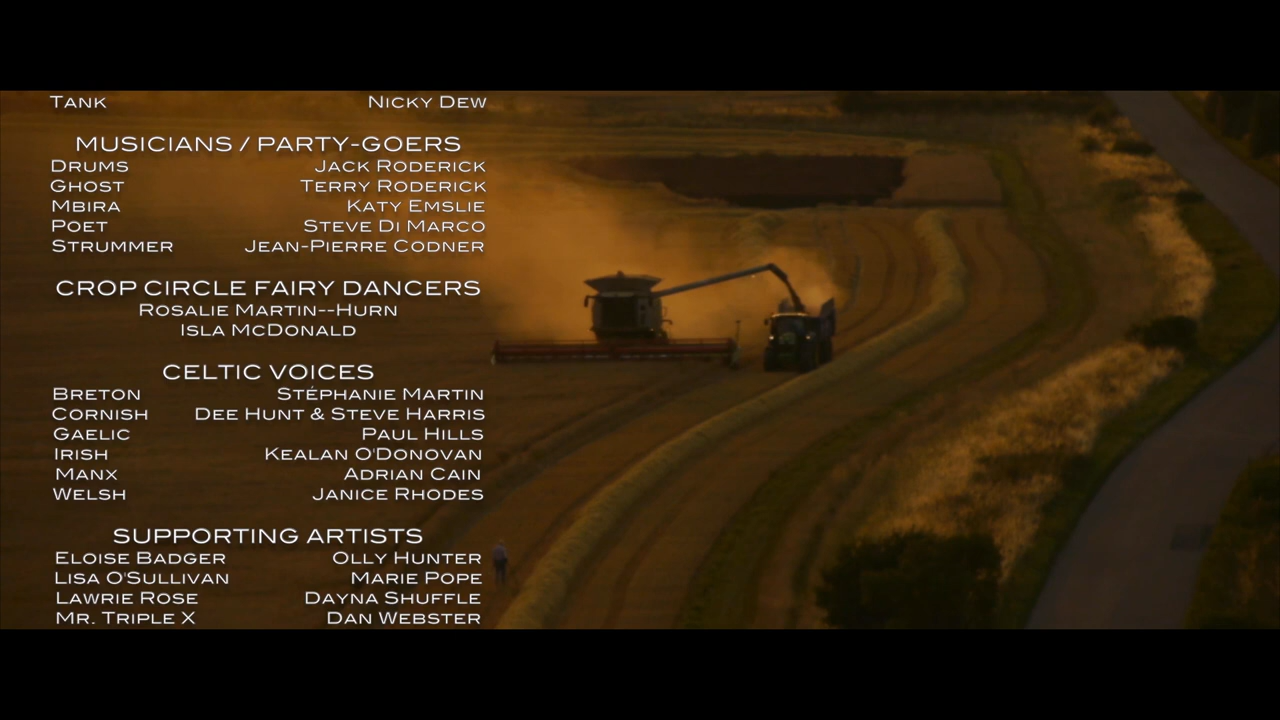 Tank Nicky Dew
MUSICIANS / PARTY-GOERS
Drums Jack Roderick
Ghost Terry Roderick
Mbira Katy Emslie
Poet Steve Di Marco
Strummer Jean-Pierre Codner
CROP CIRCLE FAIRY DANCERS
Rosalie Martin--Hurn
Isla McDonald
CELTIC VOICES
Breton Stéphanie Martin
Cornish Dee Hunt & Steve Harris
Gaelic Paul Hills
Irish Kealan O'Donovan
Manx Adrian Cain
Welsh Janice Rhodes
SUPPORTING ARTISTS
Eloise Badger Olly Hunter
Lisa O'Sullivan Marie Pope
Lawrie Rose Dayna Shuffle
Mr. Triple X Dan Webster